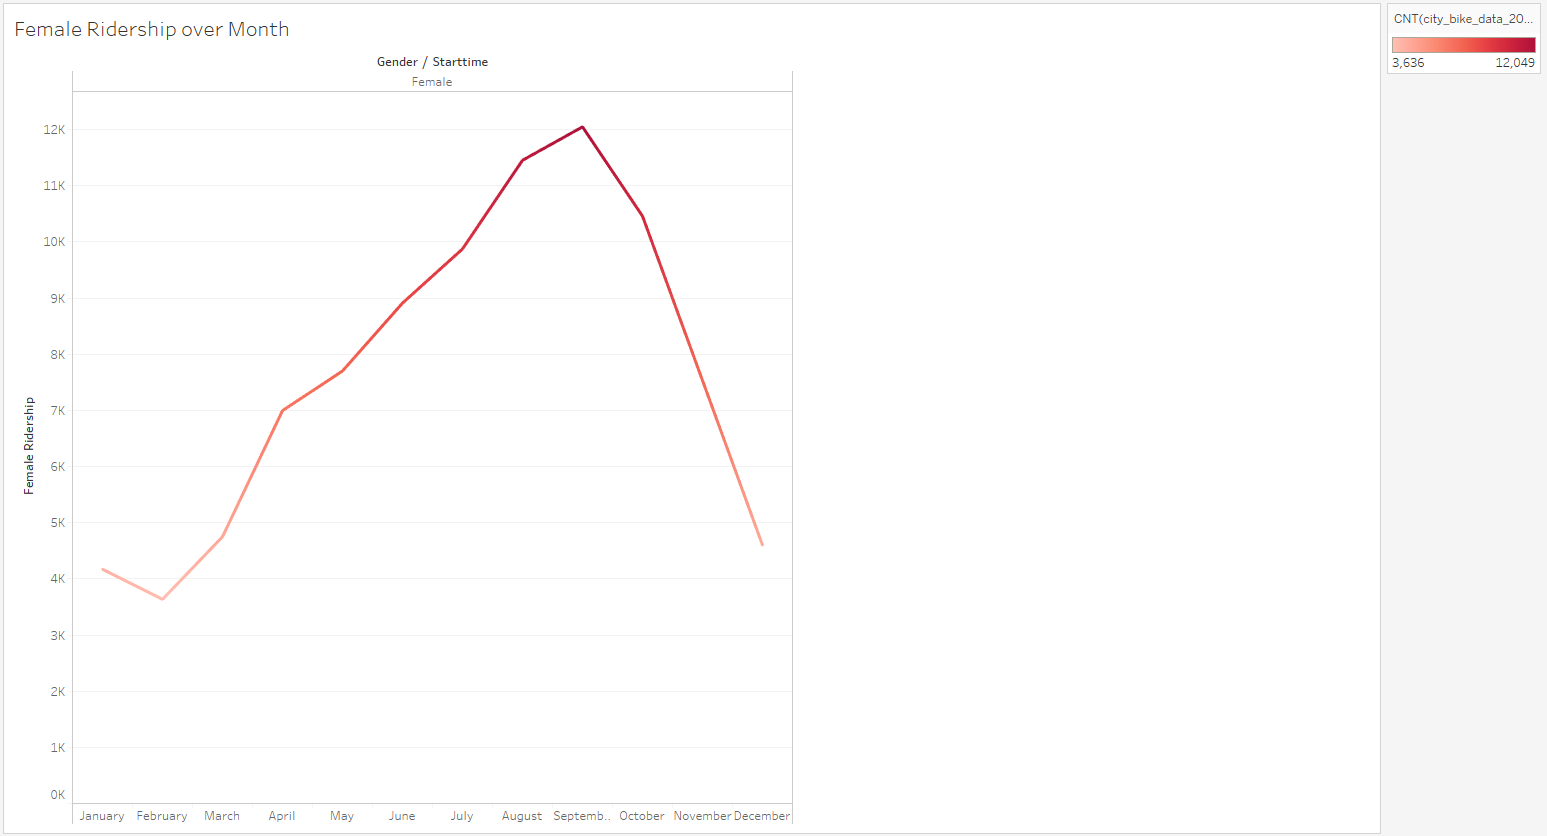 Female Ridership over Month
CNT(city_bike_data_20...
3,636 12,049
Gender / Starttime
Female
12K
11K
10K
9K
8K
7K
6K
5K
4K
3K
2K
1K
0K
Female Ridership
January February March April May June July August Septemb.. October November December